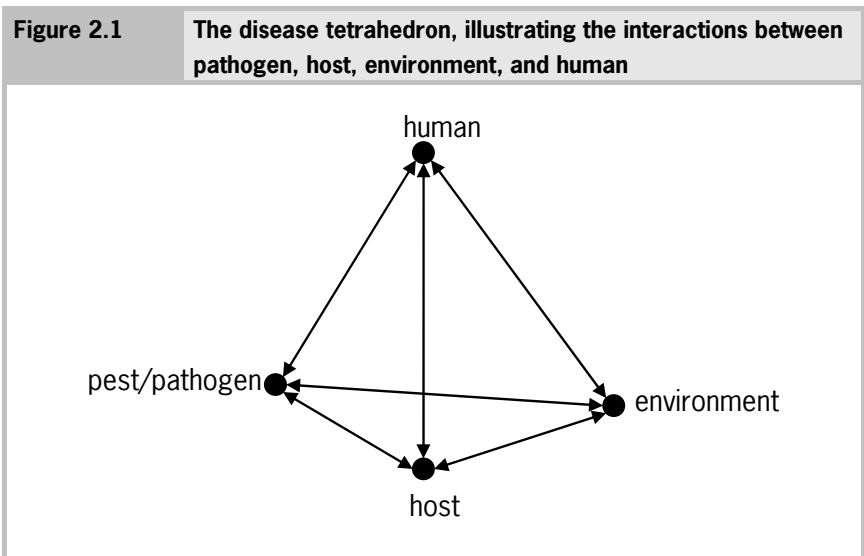 Figure 2.1
The disease tetrahedron, illustrating the interactions between
pathogen, host, environment, and human
human
pest/pathogen
environment
host